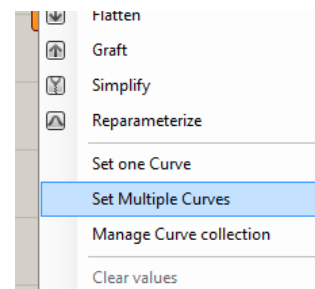 Flatten
Graft
Simplify
Reparameterize
Set one Curve
Set Multiple Curves
Manage Curve collection
Clear values